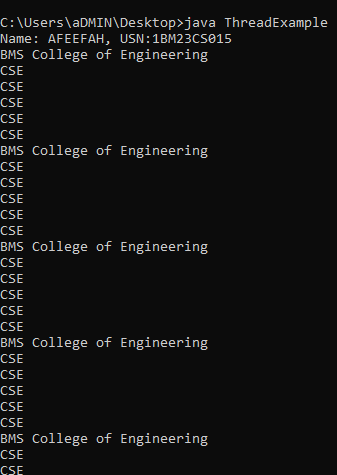 C:\Users\aDMIN\Desktop>java ThreadExample
Name: AFEEFAH, USN:1BM23CS015
BMS College of Engineering
CSE
CSE
CSE
CSE
CSE
BMS College of Engineering
CSE
CSE
CSE
CSE
CSE
BMS College of Engineering
CSE
CSE
CSE
CSE
CSE
BMS College of Engineering
CSE
CSE
CSE
CSE
CSE
BMS College of Engineering
CSE
CSE